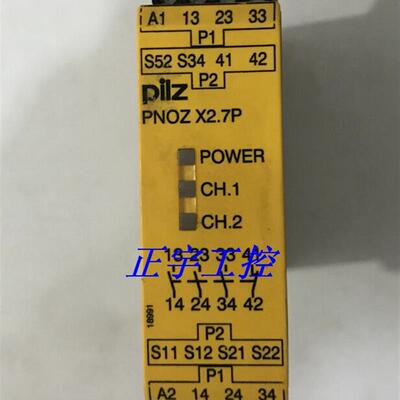 A1 13 23 33
P1
S52 S34 41 42
P2
pilz
PNOZ X2.7P
POWER
CH.1
CH.2
13 23 33 41
正宇工控
14 24 34 42
18991
P2
S11 S12 S21 S22
P1
A2 14 24 34